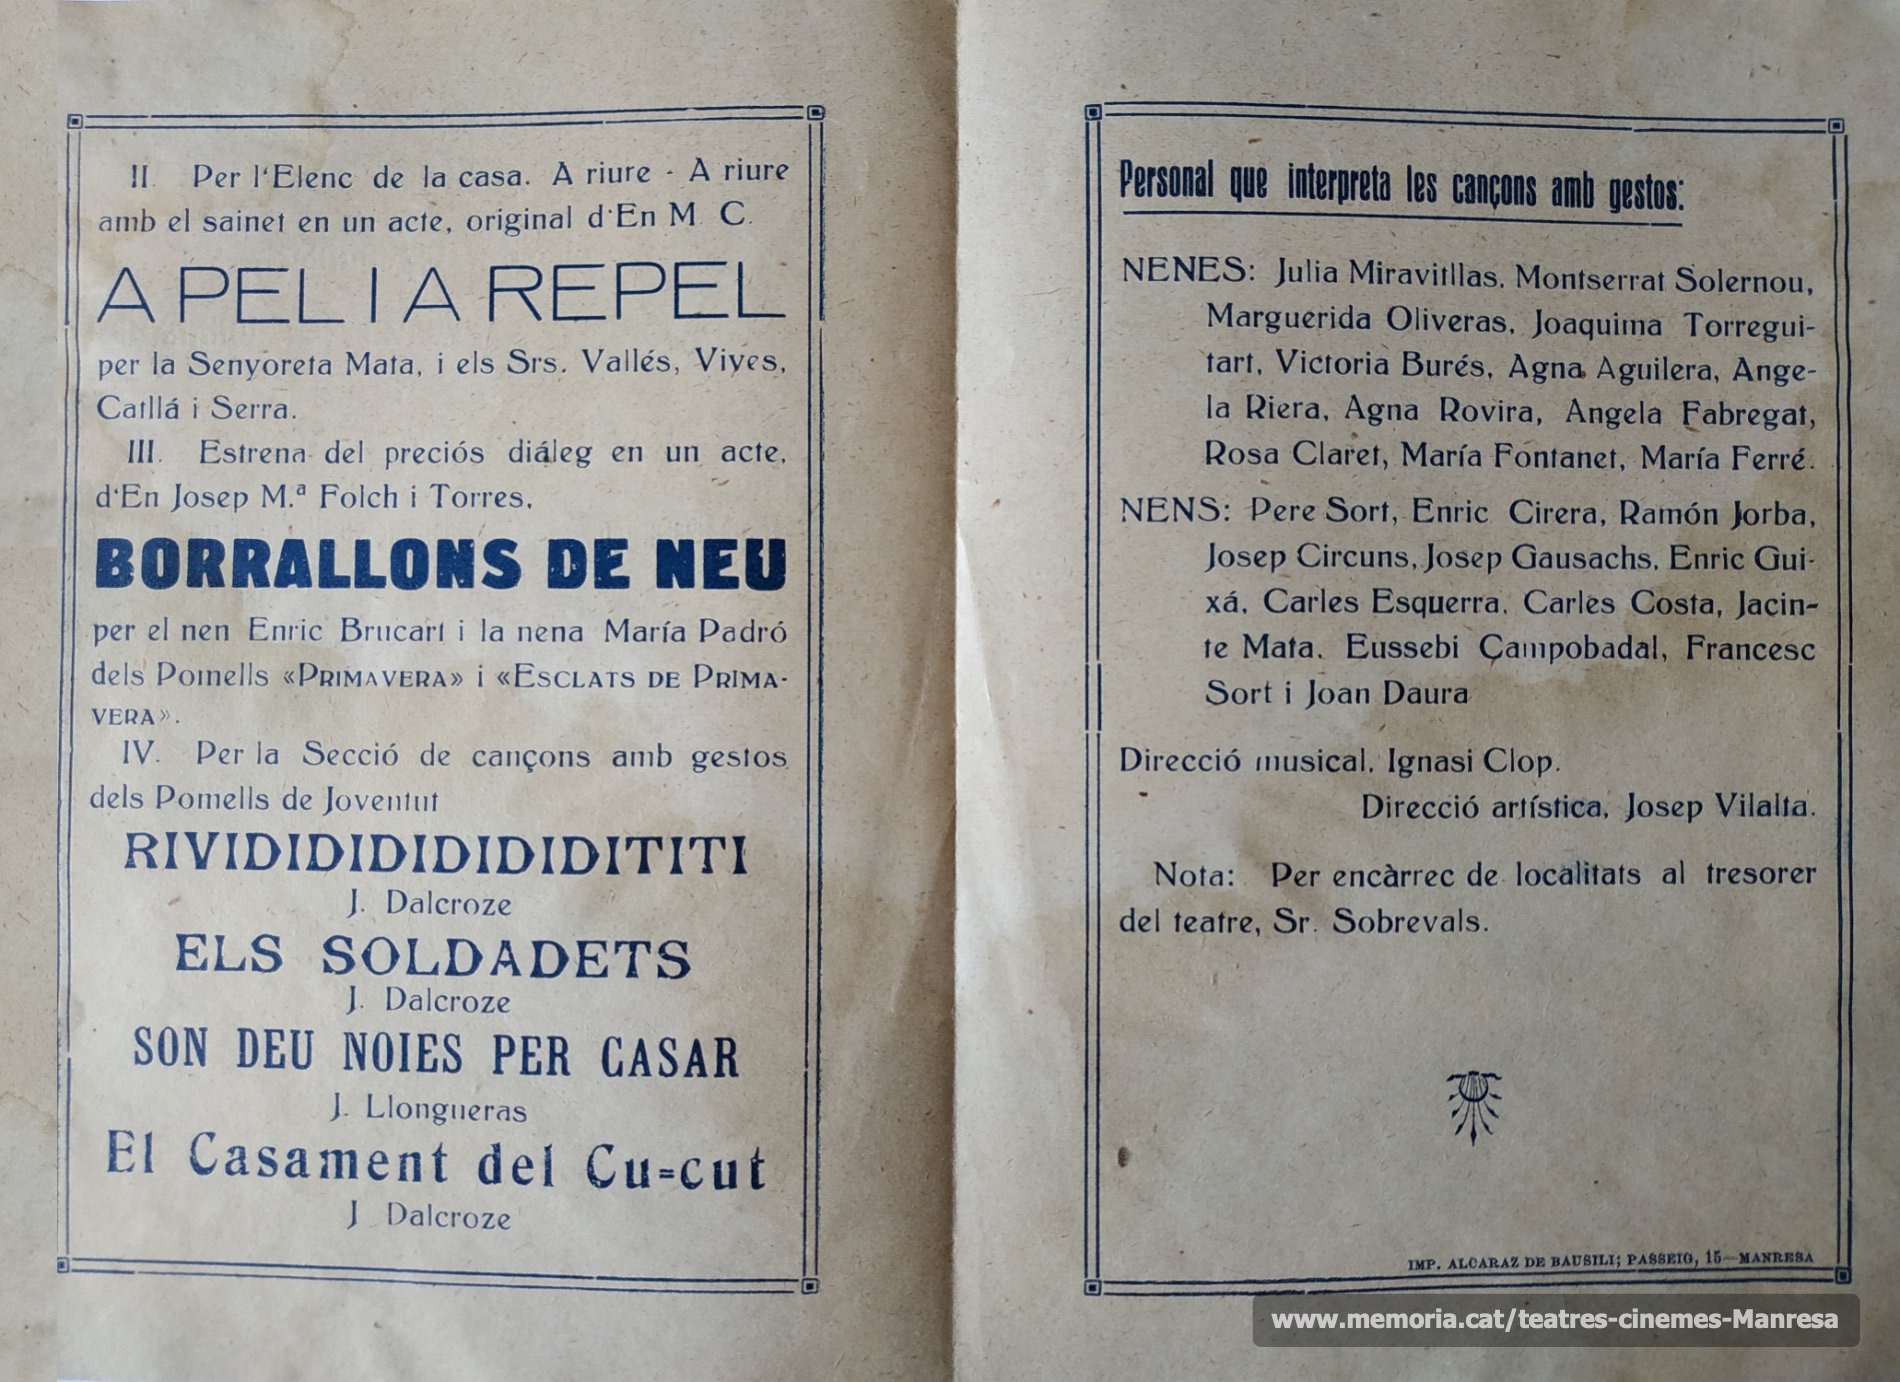 II. Per l'Elenc de la casa. A riure - A riure
amb el sainet en un acte, original d'En M. C.
A PEL I A REPEL
per la Senyoreta Mata, i els Srs. Vallés, Vives,
Catllá i Serra.
III. Estrena del preciós diáleg en un acte,
d'En Josep M.ª Folch i Torres,
BORRALLONS DE NEU
per el nen Enric Brucart i la nena María Padró
dels Pomells «PRIMAVERA» i «ESCLATS DE PRIMA-
VERA».
IV. Per la Secció de cançons amb gestos
dels Pomells de Joventut
RIVIDIDIDIDIDIDITITI
J. Dalcroze
ELS SOLDADETS
J. Dalcroze
SON DEU NOIES PER CASAR
J. Llongueras
El Casament del Cu=cut
J Dalcroze
Personal que interpreta les cançons amb gestos:
NENES: Julia Miravitllas, Montserrat Solernou,
Marguerida Oliveras, Joaquima Torregui-
tart, Victoria Burés, Agna Aguilera, Ange-
la Riera, Agna Rovira, Angela Fabregat,
Rosa Claret, María Fontanet, María Ferré.
NENS: Pere Sort, Enric Cirera, Ramón Jorba,
Josep Circuns, Josep Gausachs, Enric Gui-
xá, Carles Esquerra, Carles Costa, Jaçin-
te Mata, Eussebi Çampobadal, Francesc
Sort i Joan Daura
Direcció musical, Ignasi Clop.
Direcció artística, Josep Vilalta.
Nota: Per encàrrec de localitats al tresorer
del teatre, Sr. Sobrevals.
IMP. ALCARAZ DE BAUSILI; PASSEIG, 15—MANRESA
www.memoria.cat/teatres-cinemes-Manresa